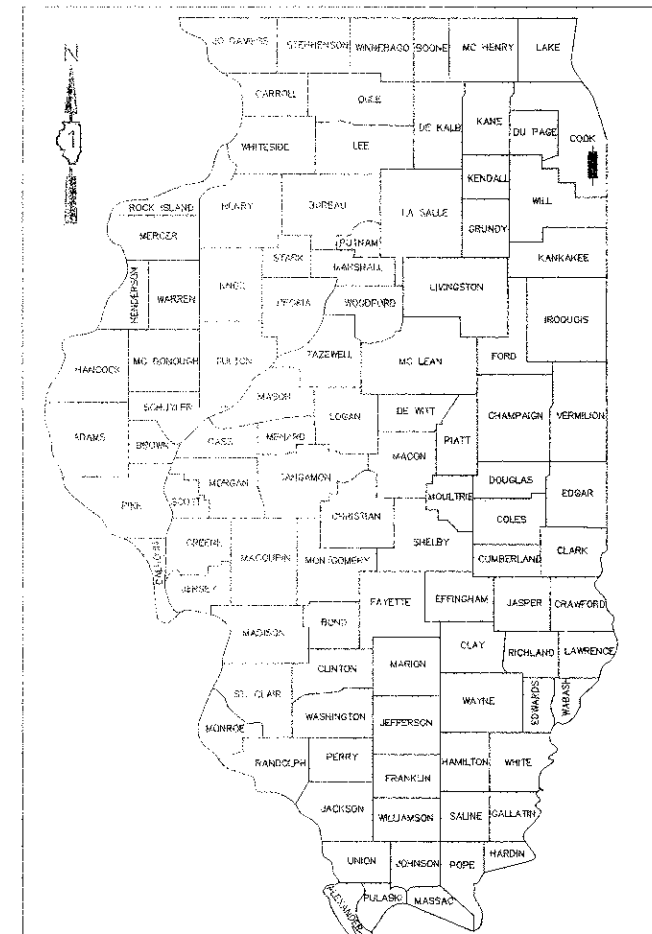 JO DAVIESS STEPHENSON WINNEBAGO BOONE MC HENRY LAKE
N
CARROLL OGLE
DE KALB KANE DU PAGE COOK
1
WHITESIDE LEE
KENDALL
ROCK ISLAND HENRY BUREAU LA SALLE WILL
MERCER PUTNAM GRUNDY
STARK MARSHALL KANKAKEE
HENDERSON WARREN KNOX PEORIA WOODFORD LIVINGSTON
IROQUOIS
TAZEWELL MC LEAN FORD
HANCOCK MC DONOUGH FULTON
MASON
SCHUYLER LOGAN DE WITT CHAMPAIGN VERMILION
ADAMS BROWN CASS MENARD PIATT
MACON
MORGAN SANGAMON DOUGLAS
PIKE SCOTT MOULTRIE EDGAR
CHRISTIAN COLES
GREENE SHELBY
CALHOUN MACOUPIN MONTGOMERY CUMBERLAND CLARK
JERSEY
FAYETTE EFFINGHAM JASPER CRAWFORD
MADISON BOND
CLAY RICHLAND LAWRENCE
CLINTON MARION
ST. CLAIR WAYNE EDWARDS WABASH
WASHINGTON JEFFERSON
MONROE
RANDOLPH PERRY HAMILTON WHITE
FRANKLIN
JACKSON WILLIAMSON SALINE GALLATIN
UNION JOHNSON POPE HARDIN
ALEXANDER PULASKI MASSAC